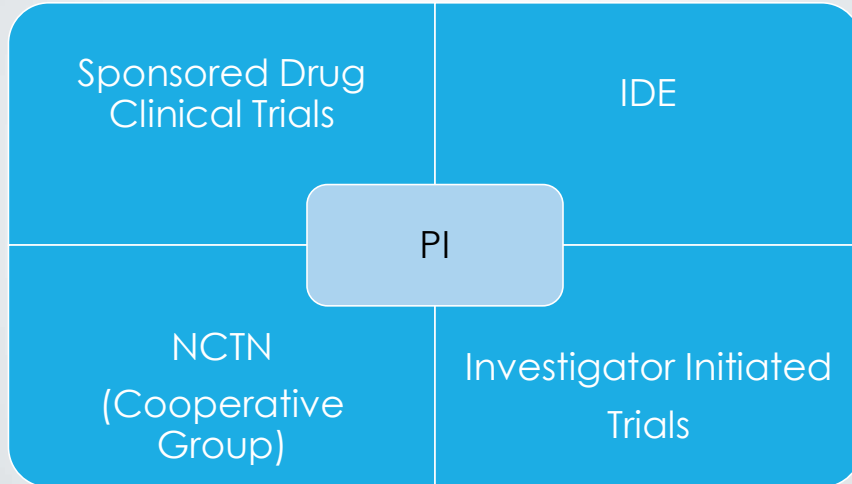 Sponsored Drug
Clinical Trials
IDE
PI
NCTN
(Cooperative
Group)
Investigator Initiated
Trials